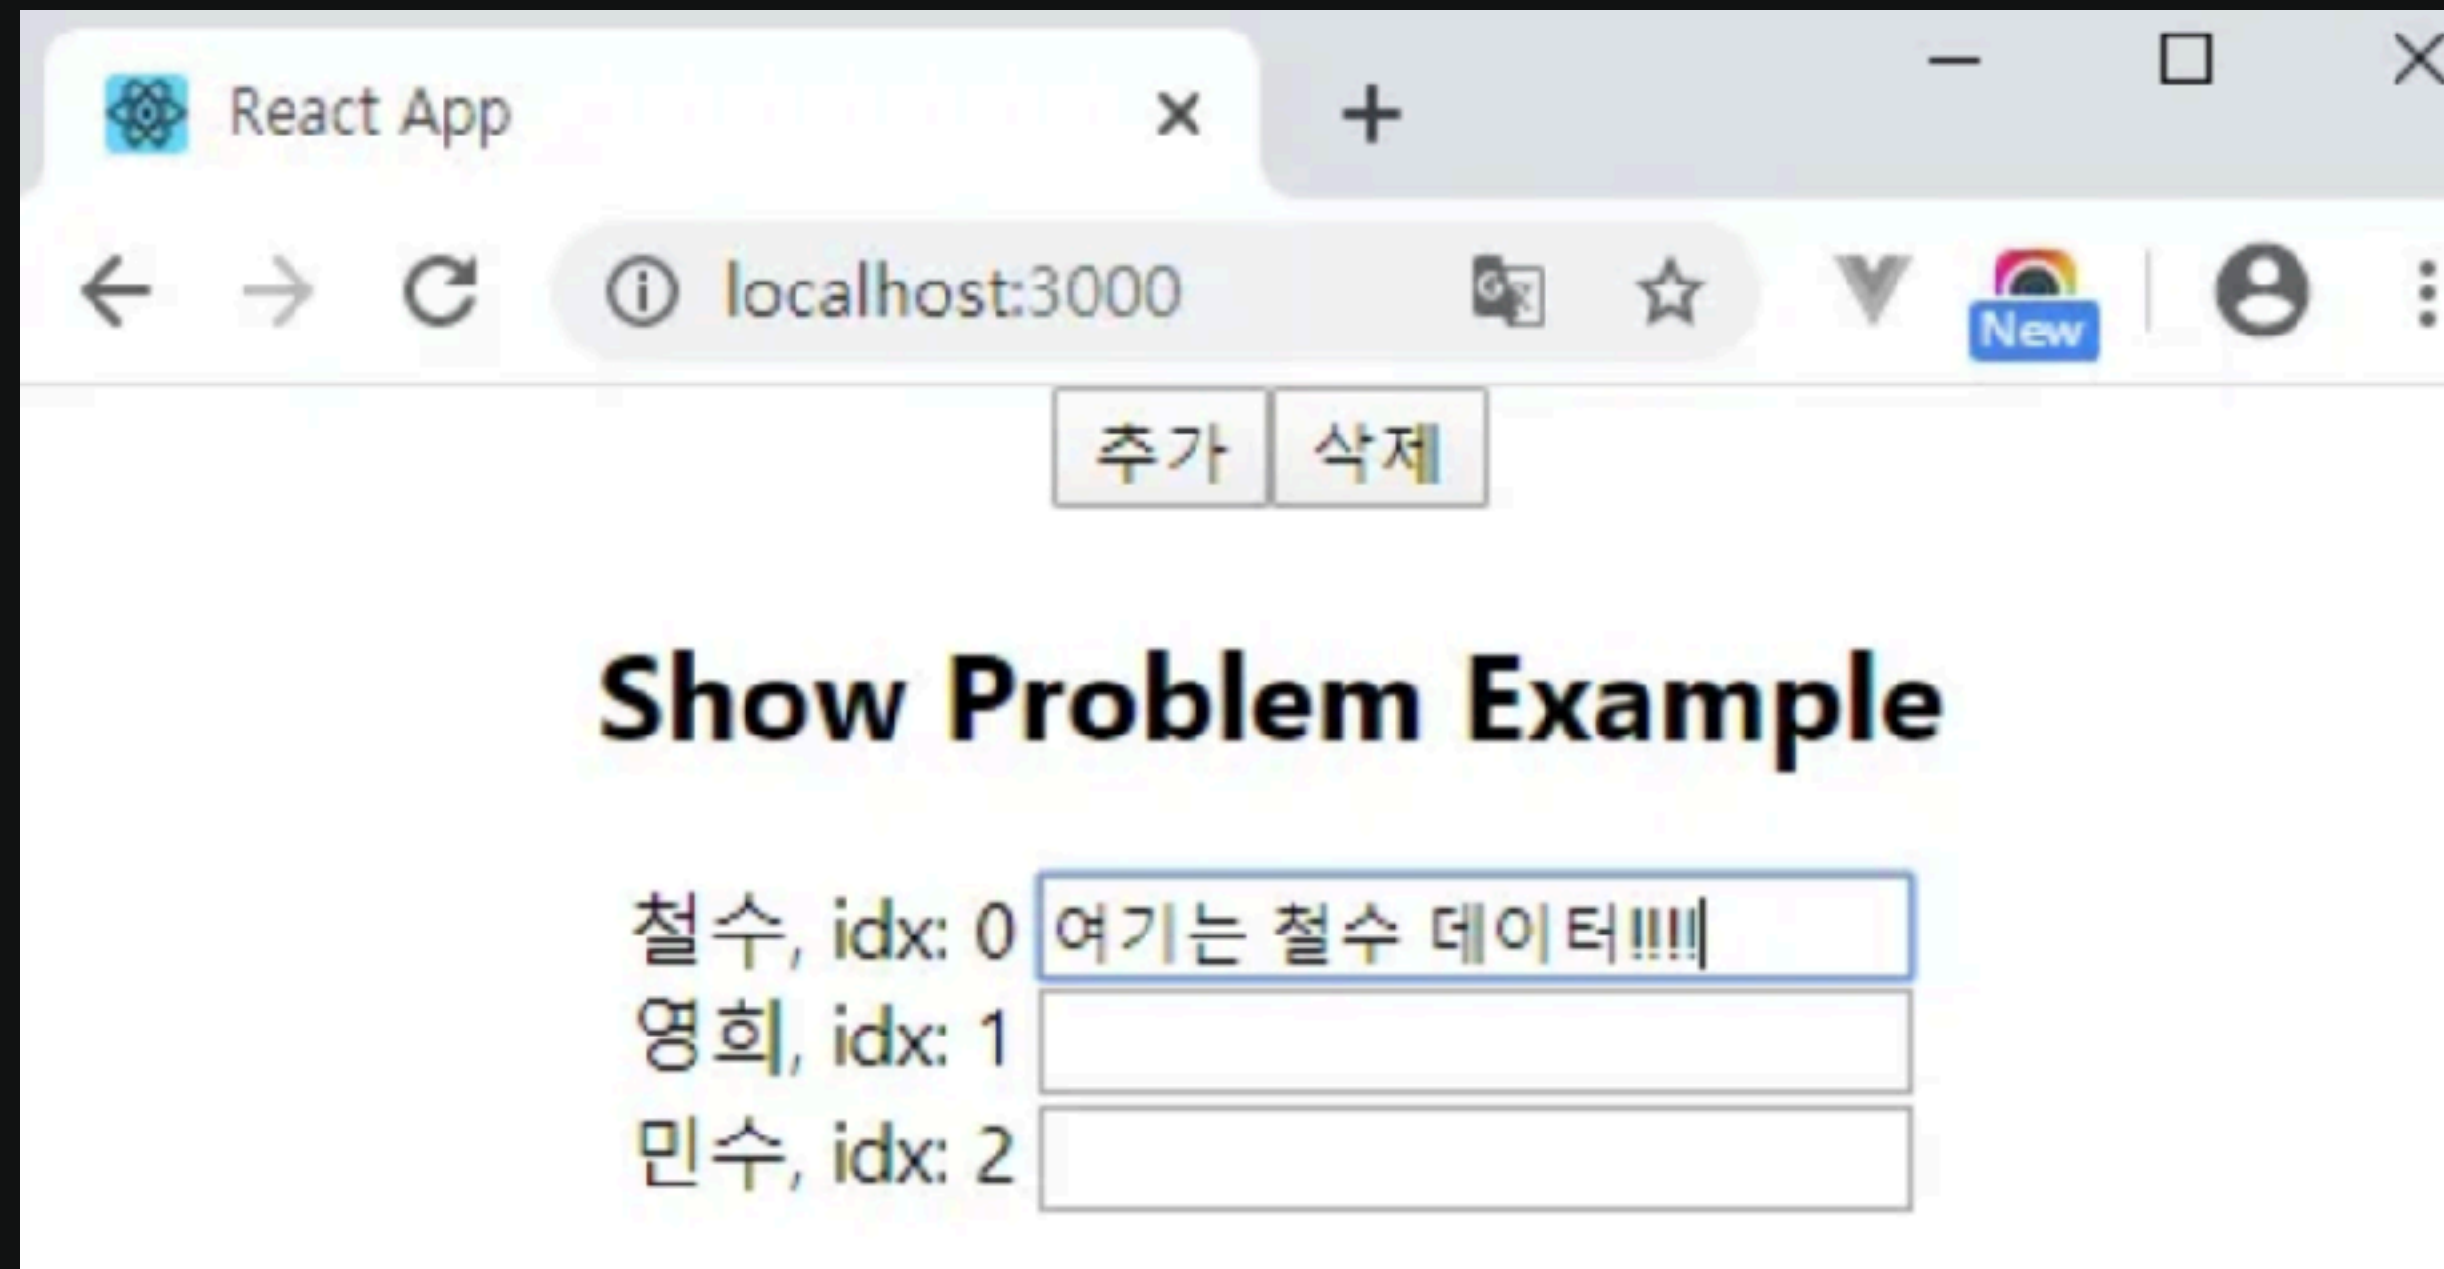 React App
localhost:3000
New
추가 삭제
Show Problem Example
철수, idx: 0 여기는 철수 데이터!!!!
영희, idx: 1
민수, idx: 2